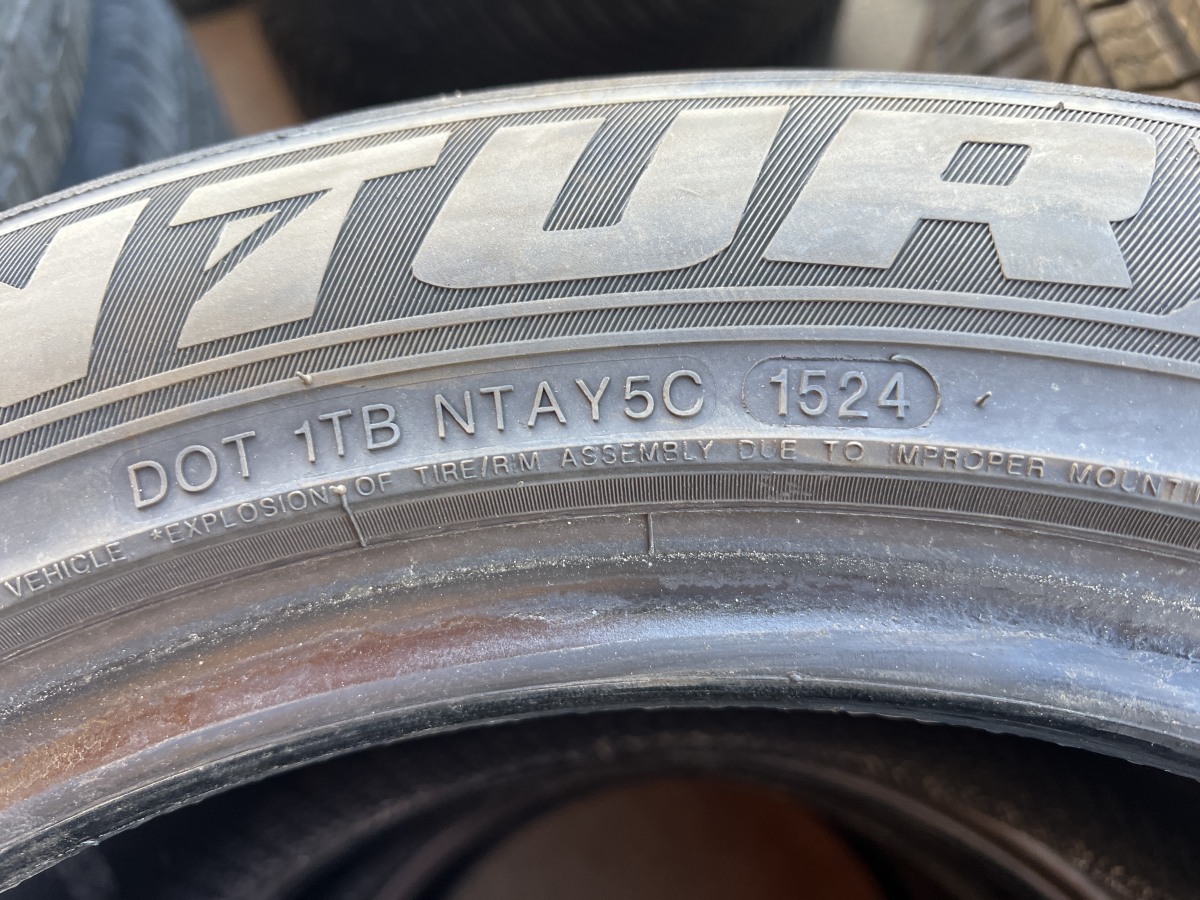 NTUR
DOT 1TB NTAY5C 1524
VEHICLE. *EXPLOSION OF TIRE/RIM ASSEMBLY DUE TO IMPROPER MOUNTI